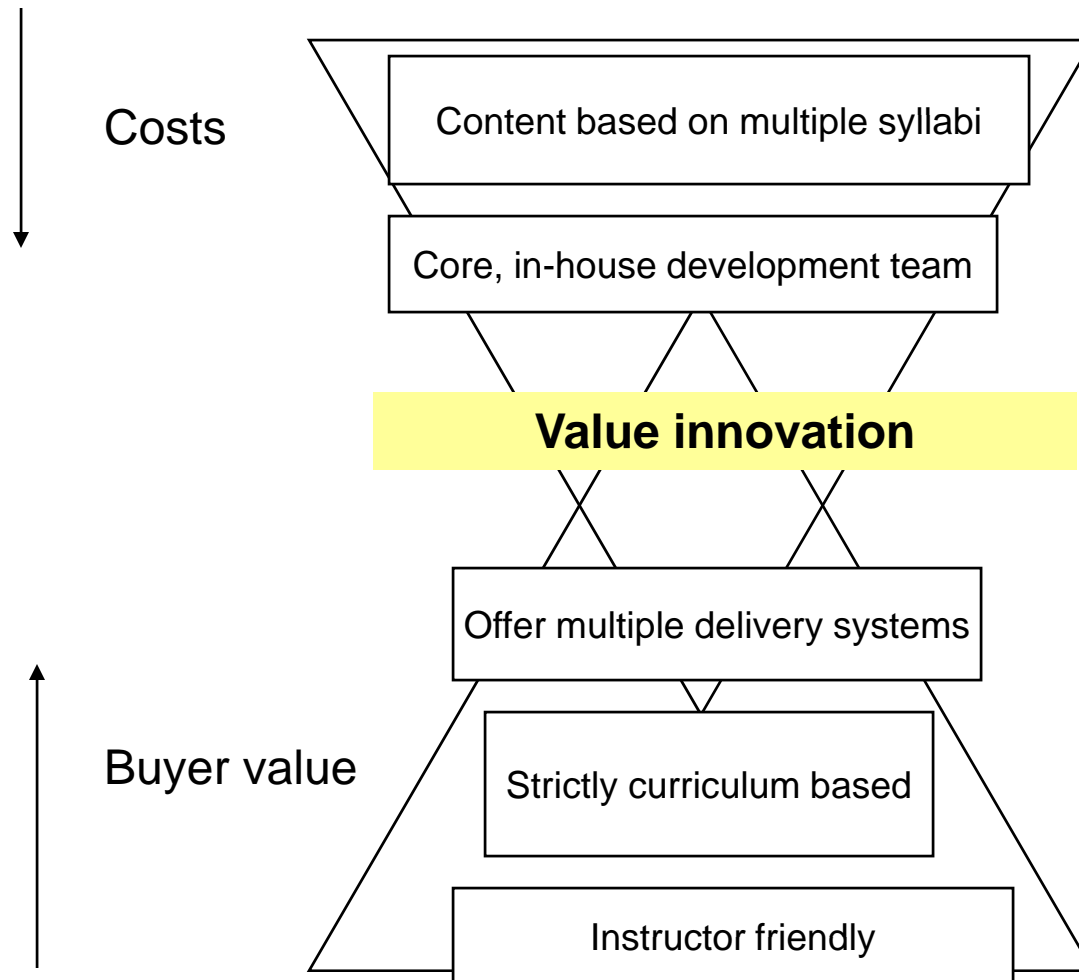 Costs
Content based on multiple syllabi
Core, in-house development team
Value innovation
Offer multiple delivery systems
Buyer value
Strictly curriculum based
Instructor friendly